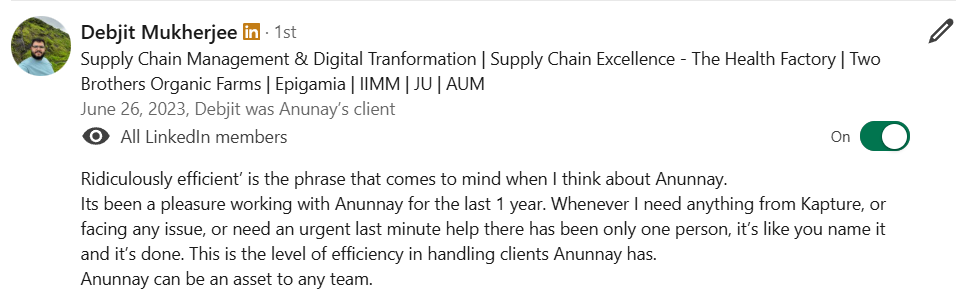 Debjit Mukherjee in · 1st
Supply Chain Management & Digital Tranformation | Supply Chain Excellence - The Health Factory | Two
Brothers Organic Farms | Epigamia | IIMM | JU | AUM
June 26, 2023, Debjit was Anunay’s client
All LinkedIn members
On
Ridiculously efficient’ is the phrase that comes to mind when I think about Anunnay.
Its been a pleasure working with Anunnay for the last 1 year. Whenever I need anything from Kapture, or
facing any issue, or need an urgent last minute help there has been only one person, it’s like you name it
and it’s done. This is the level of efficiency in handling clients Anunnay has.
Anunnay can be an asset to any team.